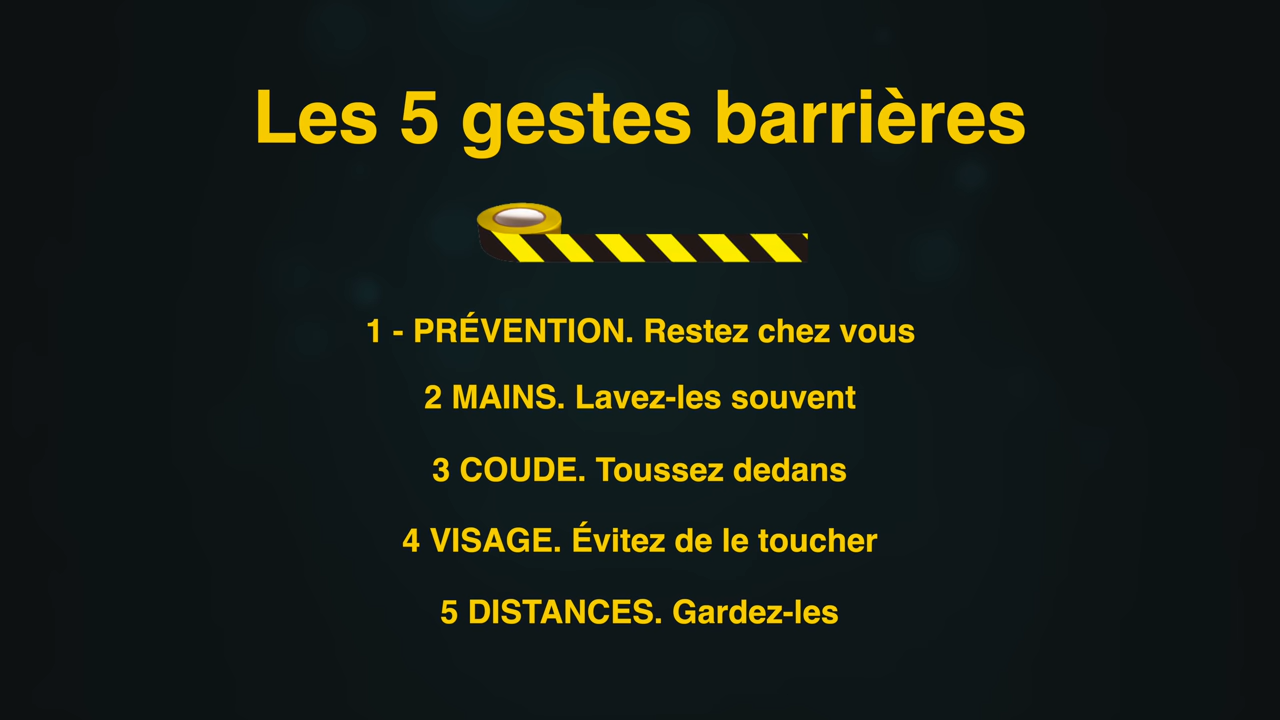 Les 5 gestes barrières
1 - PRÉVENTION. Restez chez vous
2 MAINS. Lavez-les souvent
3 COUDE. Toussez dedans
4 VISAGE. Évitez de le toucher
5 DISTANCES. Gardez-les